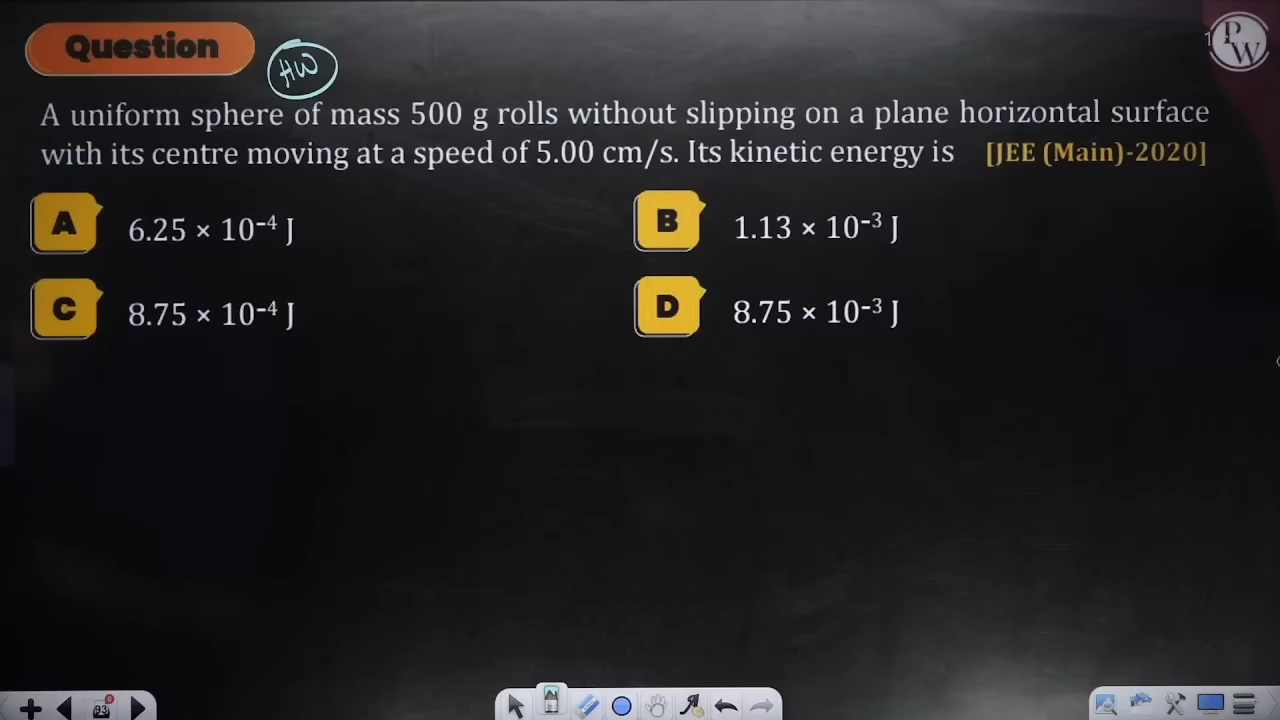 Question
HW
PW
A uniform sphere of mass 500 g rolls without slipping on a plane horizontal surface
with its centre moving at a speed of 5.00 cm/s. Its kinetic energy is [JEE (Main)-2020]
A 6.25 × 10⁻⁴ J
B 1.13 × 10⁻³ J
C 8.75 × 10⁻⁴ J
D 8.75 × 10⁻³ J
93